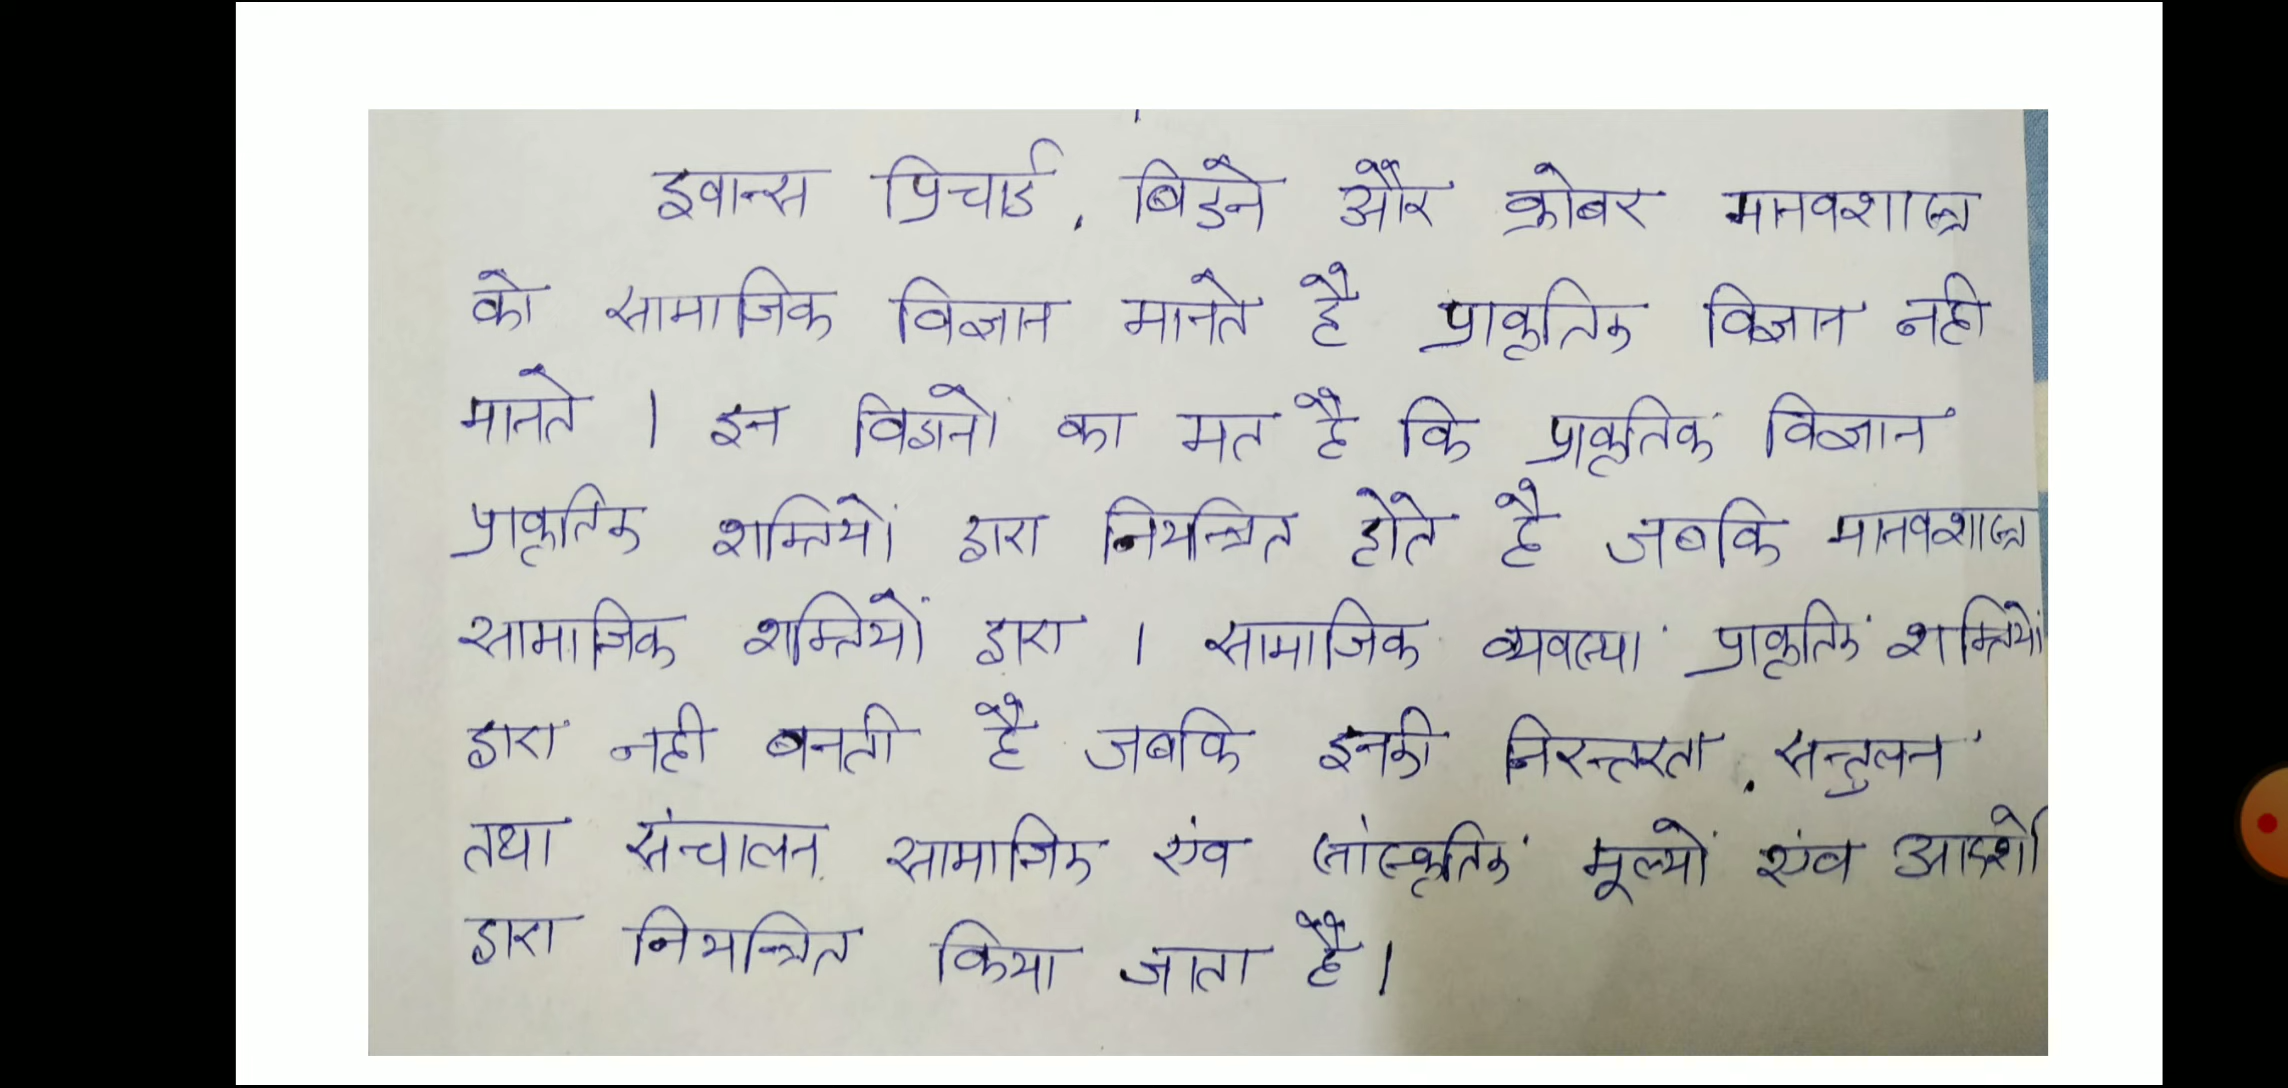 इवान्स प्रिचार्ड, बिडने और क्रोबर मानवशास्त्र
को सामाजिक विज्ञान मानते है प्राकृतिक विज्ञान नही
मानते । इन विद्वानो का मत है कि प्राकृतिक विज्ञान
प्राकृतिक शक्तियों द्वारा नियन्त्रित होते है जबकि मानवशास्त्र
सामाजिक शक्तियों द्वारा । सामाजिक व्यवस्था प्राकृतिक शक्तियों
द्वारा नही बनती है जबकि इनकी निरन्तरता, सन्तुलन
तथा संचालन सामाजिक एंव सांस्कृतिक मूल्यों एंव आदर्शो
द्वारा नियन्त्रित किया जाता है।